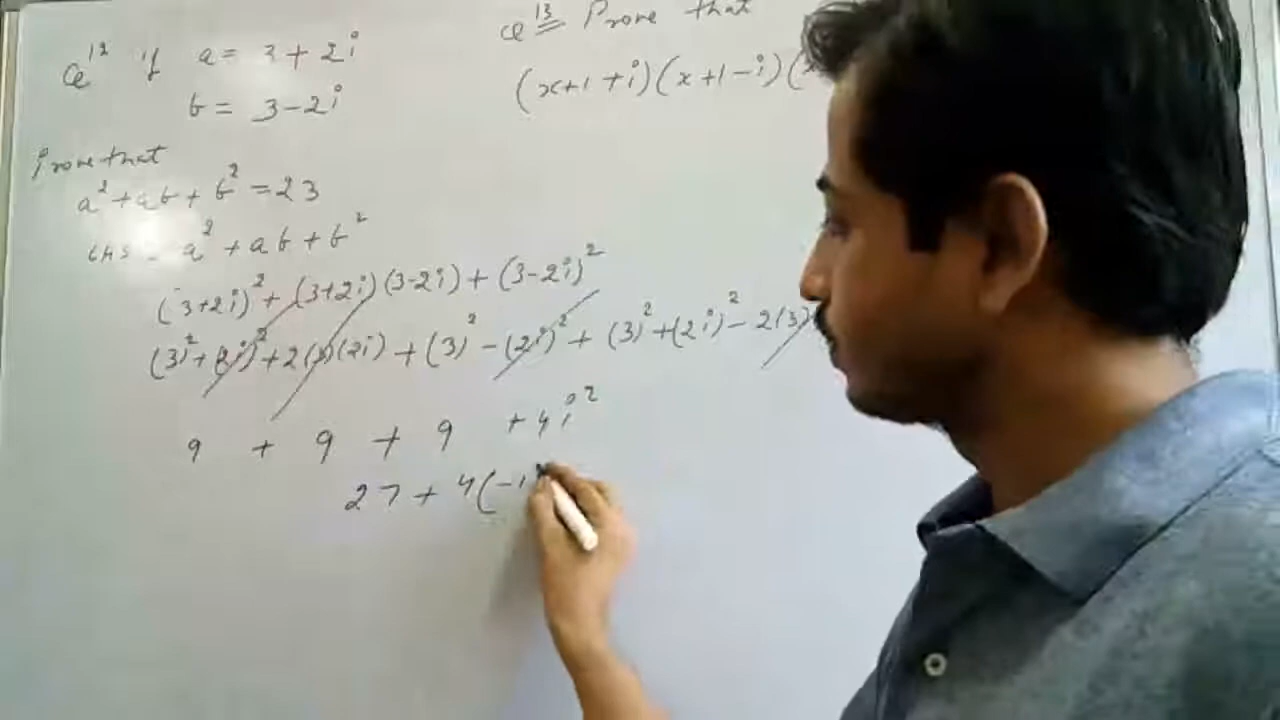 Q 12 if a = 3 + 2i
b = 3 - 2i
Prove that
a² + ab + b² = 23
LHS - a² + ab + b²
(3+2i)² + (3+2i)(3-2i) + (3-2i)²
(3)² + (2i)² + 2(3)(2i) + (3)² - (2i)² + (3)² + (2i)² - 2(3)
9 + 9 + 9 + 4i²
27 + 4(-1
Q 13 Prove that
(x+1+i)(x+1-i)(x